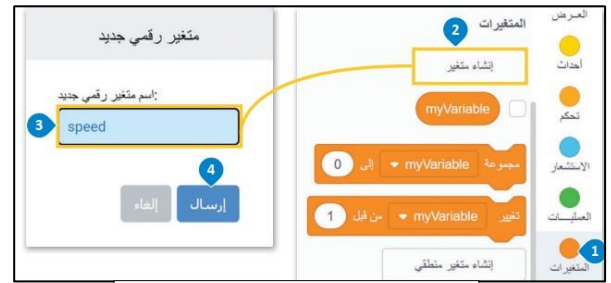 العرض
أحداث
تحكم
الاستشعار
العمليات
المتغيرات
1
المتغيرات
2
إنشاء متغير
myVariable
مجموعة myVariable إلى 0
تغيير myVariable من قبل 1
إنشاء متغير منطقي
متغير رقمي جديد
اسم متغير رقمي جديد:
3
speed
4
إرسال
إلغاء